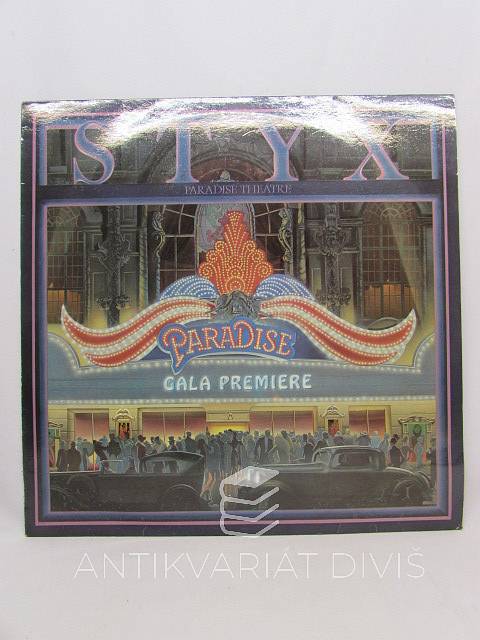 STYX
PARADISE THEATRE
PARADISE
GALA PREMIERE
ANTIKVARIÁT DIVIŠ